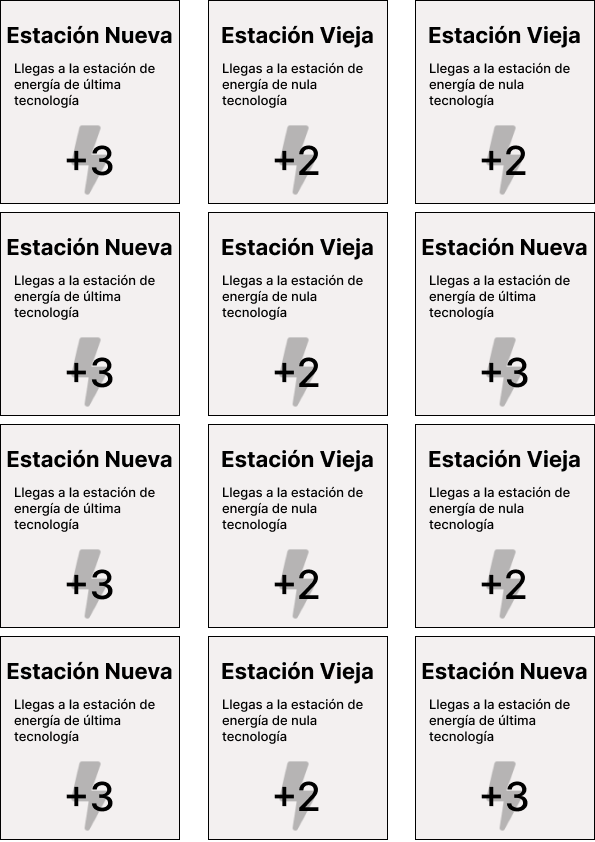 Estación Nueva
Llegas a la estación de
energía de última
tecnología
+3
Estación Vieja
Llegas a la estación de
energía de nula
tecnología
+2
Estación Vieja
Llegas a la estación de
energía de nula
tecnología
+2
Estación Nueva
Llegas a la estación de
energía de última
tecnología
+3
Estación Vieja
Llegas a la estación de
energía de nula
tecnología
+2
Estación Nueva
Llegas a la estación de
energía de última
tecnología
+3
Estación Nueva
Llegas a la estación de
energía de última
tecnología
+3
Estación Vieja
Llegas a la estación de
energía de nula
tecnología
+2
Estación Vieja
Llegas a la estación de
energía de nula
tecnología
+2
Estación Nueva
Llegas a la estación de
energía de última
tecnología
+3
Estación Vieja
Llegas a la estación de
energía de nula
tecnología
+2
Estación Nueva
Llegas a la estación de
energía de última
tecnología
+3